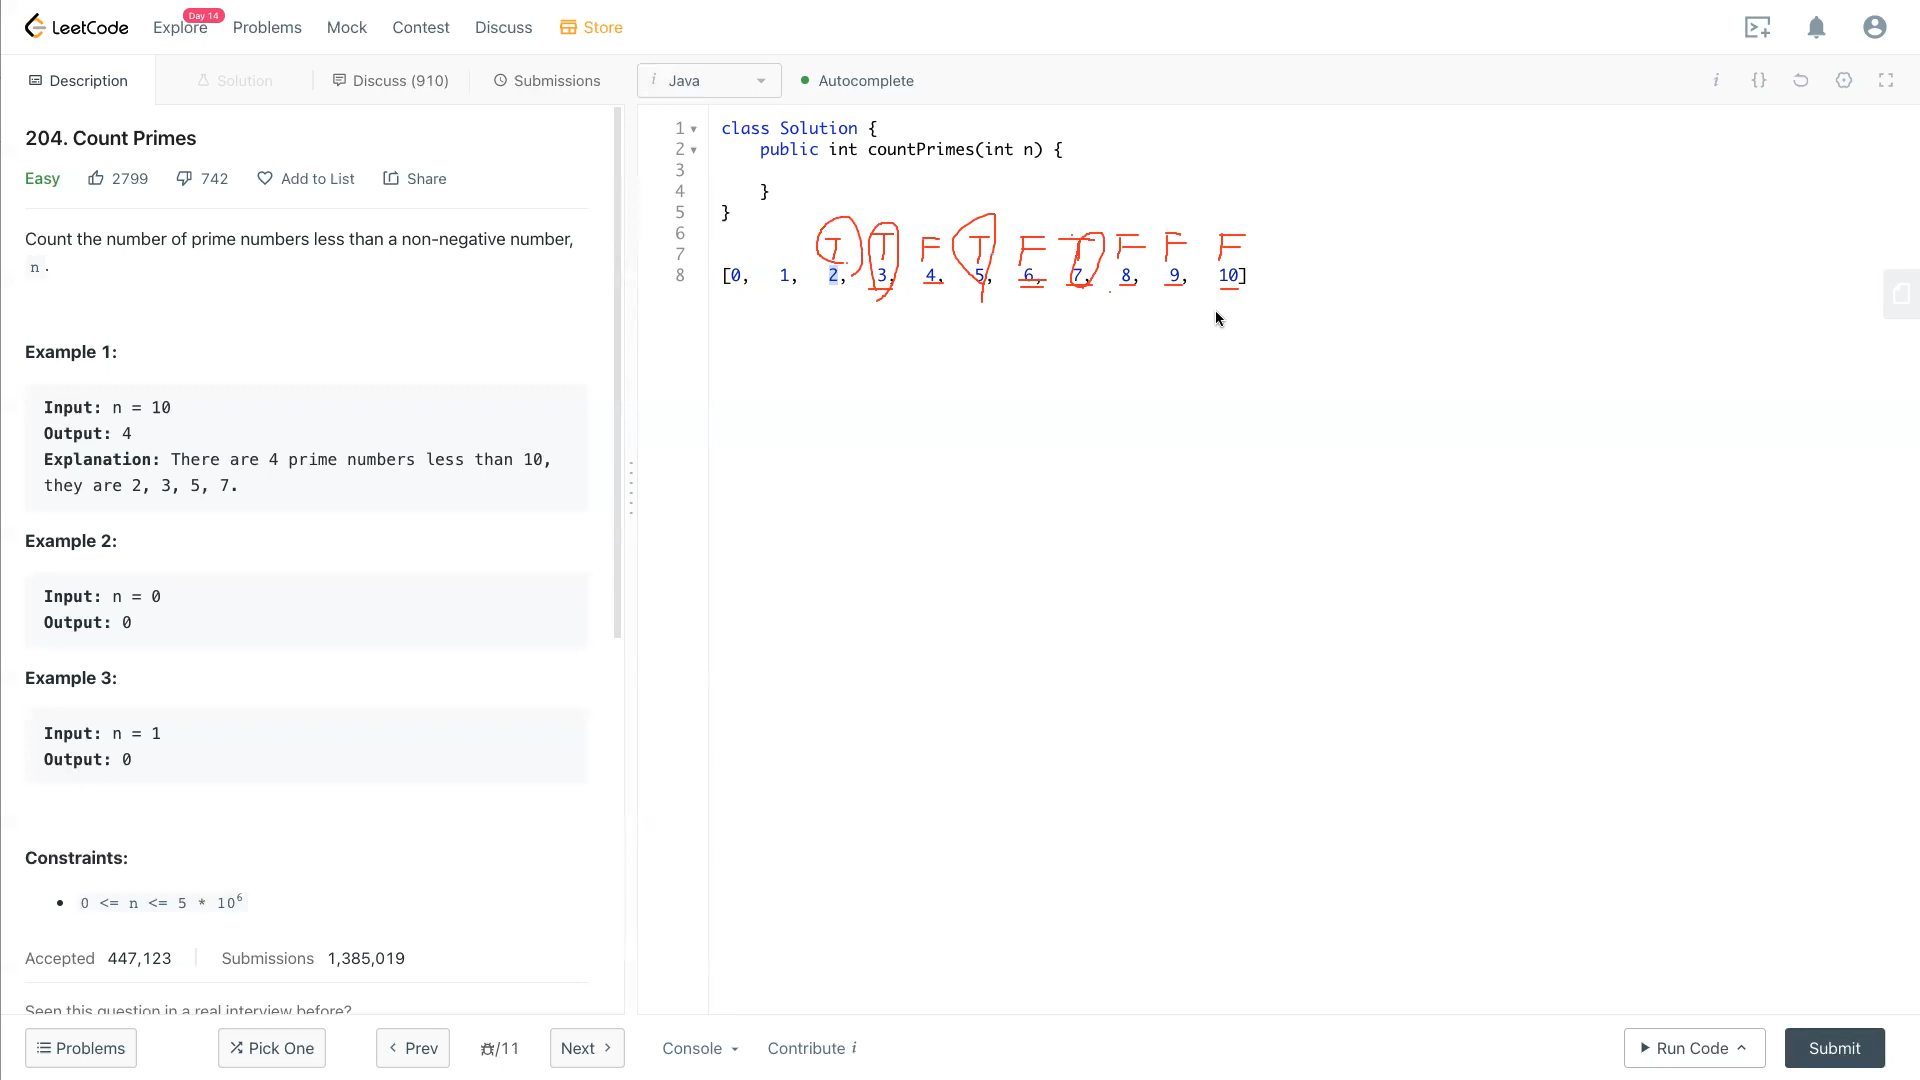 LeetCode
Explore
Day 14
Problems
Mock
Contest
Discuss
Store
Description
Solution
Discuss (910)
Submissions
i Java
Autocomplete
i
{}
204. Count Primes
Easy
2799
742
Add to List
Share
Count the number of prime numbers less than a non-negative number,
n .
Example 1:
Input: n = 10
Output: 4
Explanation: There are 4 prime numbers less than 10,
they are 2, 3, 5, 7.
Example 2:
Input: n = 0
Output: 0
Example 3:
Input: n = 1
Output: 0
Constraints:
0 <= n <= 5 * 10^6
Accepted 447,123
Submissions 1,385,019
Seen this question in a real interview before?
1 class Solution {
2 public int countPrimes(int n) {
3
4 }
5 }
6
7 T T F T F T F F F
8 [0, 1, 2, 3, 4, 5, 6, 7, 8, 9, 10]
Problems
Pick One
Prev
/11
Next
Console
Contribute i
Run Code
Submit